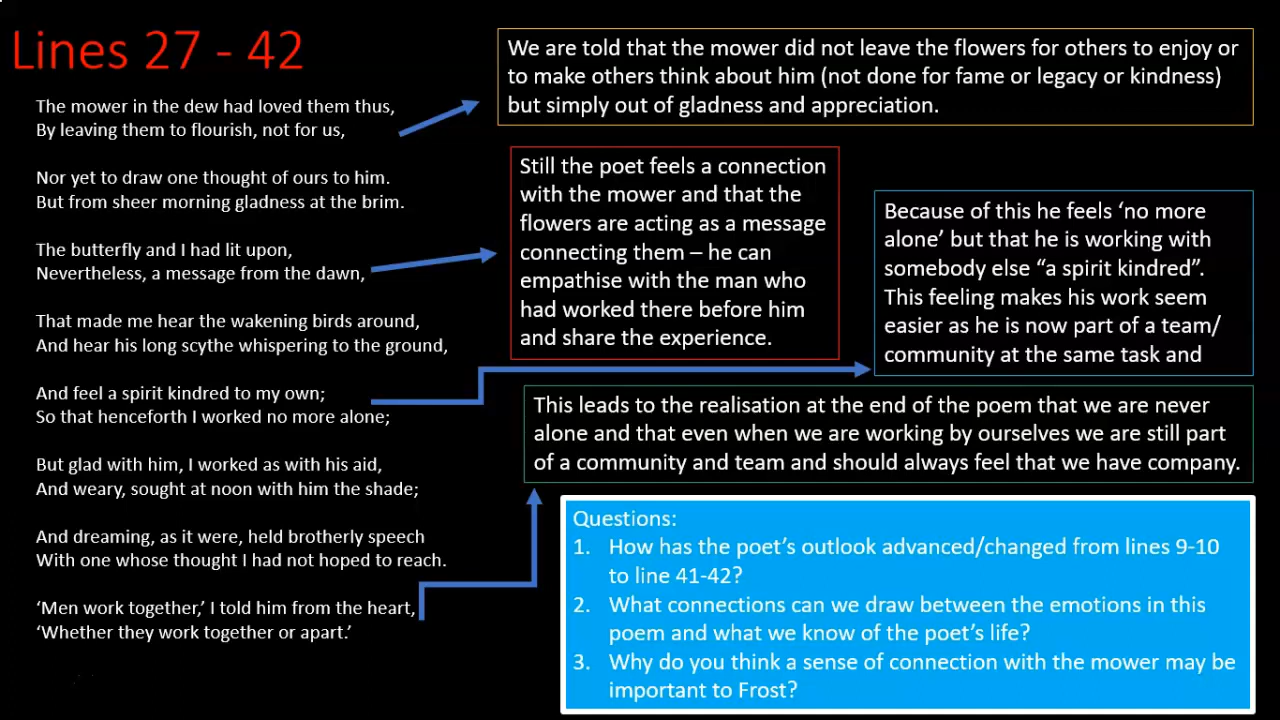 Lines 27 - 42
The mower in the dew had loved them thus,
By leaving them to flourish, not for us,
Nor yet to draw one thought of ours to him.
But from sheer morning gladness at the brim.
The butterfly and I had lit upon,
Nevertheless, a message from the dawn,
That made me hear the wakening birds around,
And hear his long scythe whispering to the ground,
And feel a spirit kindred to my own;
So that henceforth I worked no more alone;
But glad with him, I worked as with his aid,
And weary, sought at noon with him the shade;
And dreaming, as it were, held brotherly speech
With one whose thought I had not hoped to reach.
‘Men work together,’ I told him from the heart,
‘Whether they work together or apart.’
We are told that the mower did not leave the flowers for others to enjoy or
to make others think about him (not done for fame or legacy or kindness)
but simply out of gladness and appreciation.
Still the poet feels a connection
with the mower and that the
flowers are acting as a message
connecting them – he can
empathise with the man who
had worked there before him
and share the experience.
Because of this he feels ‘no more
alone’ but that he is working with
somebody else “a spirit kindred”.
This feeling makes his work seem
easier as he is now part of a team/
community at the same task and
This leads to the realisation at the end of the poem that we are never
alone and that even when we are working by ourselves we are still part
of a community and team and should always feel that we have company.
Questions:
1. How has the poet’s outlook advanced/changed from lines 9-10
to line 41-42?
2. What connections can we draw between the emotions in this
poem and what we know of the poet’s life?
3. Why do you think a sense of connection with the mower may be
important to Frost?